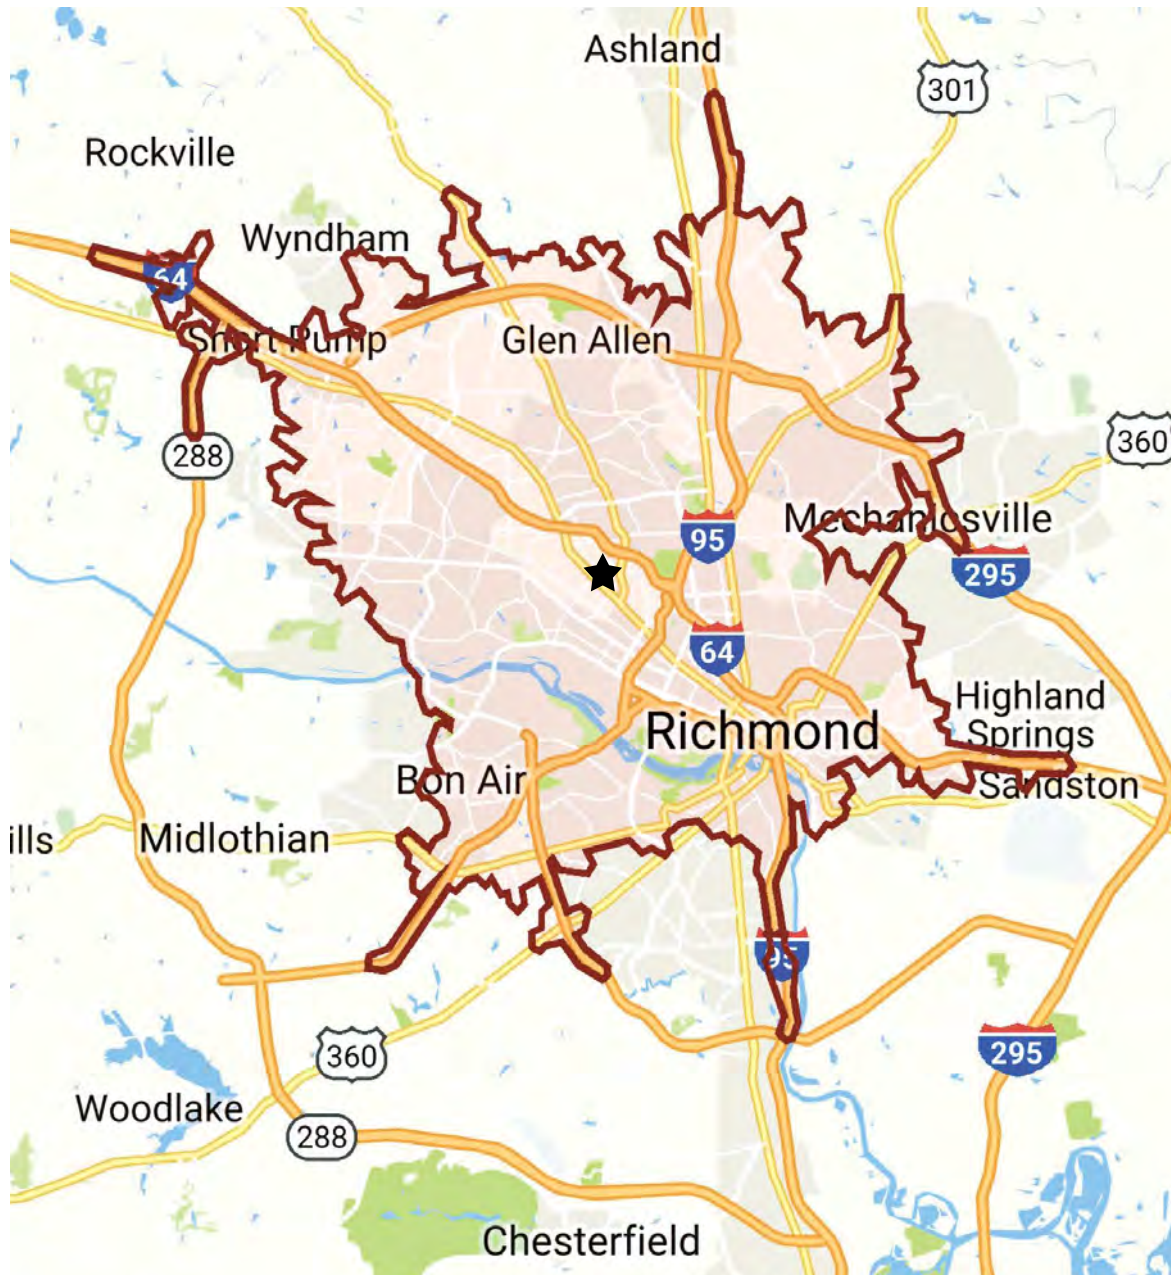 Ashland
301
Rockville
Wyndham
64
Short Pump
Glen Allen
288
360
Mechanicsville
95
295
64
Highland
Springs
Richmond
Bon Air
Sandston
ills
Midlothian
95
360
295
Woodlake
288
Chesterfield